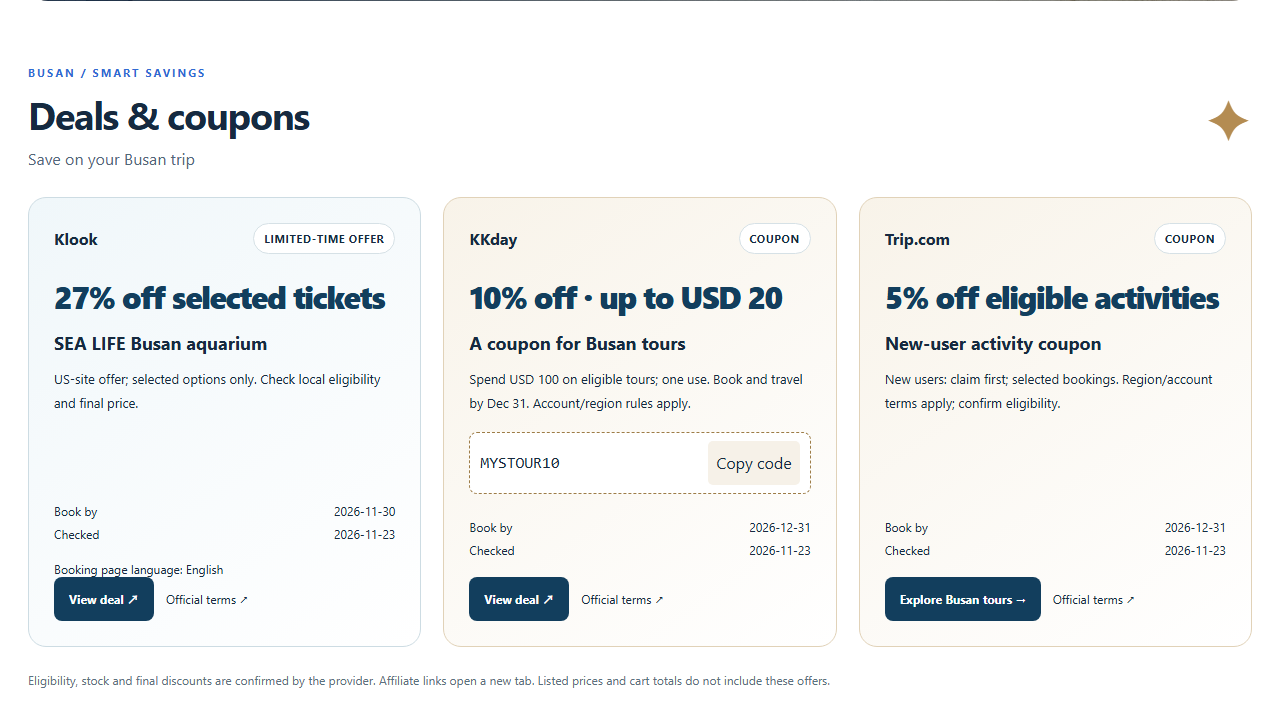 BUSAN / SMART SAVINGS
Deals & coupons
Save on your Busan trip
Klook
LIMITED-TIME OFFER
27% off selected tickets
SEA LIFE Busan aquarium
US-site offer; selected options only. Check local eligibility
and final price.
Book by 2026-11-30
Checked 2026-11-23
Booking page language: English
View deal ↗
Official terms ↗
KKday
COUPON
10% off · up to USD 20
A coupon for Busan tours
Spend USD 100 on eligible tours; one use. Book and travel
by Dec 31. Account/region rules apply.
MYSTOUR10
Copy code
Book by 2026-12-31
Checked 2026-11-23
View deal ↗
Official terms ↗
Trip.com
COUPON
5% off eligible activities
New-user activity coupon
New users: claim first; selected bookings. Region/account
terms apply; confirm eligibility.
Book by 2026-12-31
Checked 2026-11-23
Explore Busan tours →
Official terms ↗
Eligibility, stock and final discounts are confirmed by the provider. Affiliate links open a new tab. Listed prices and cart totals do not include these offers.